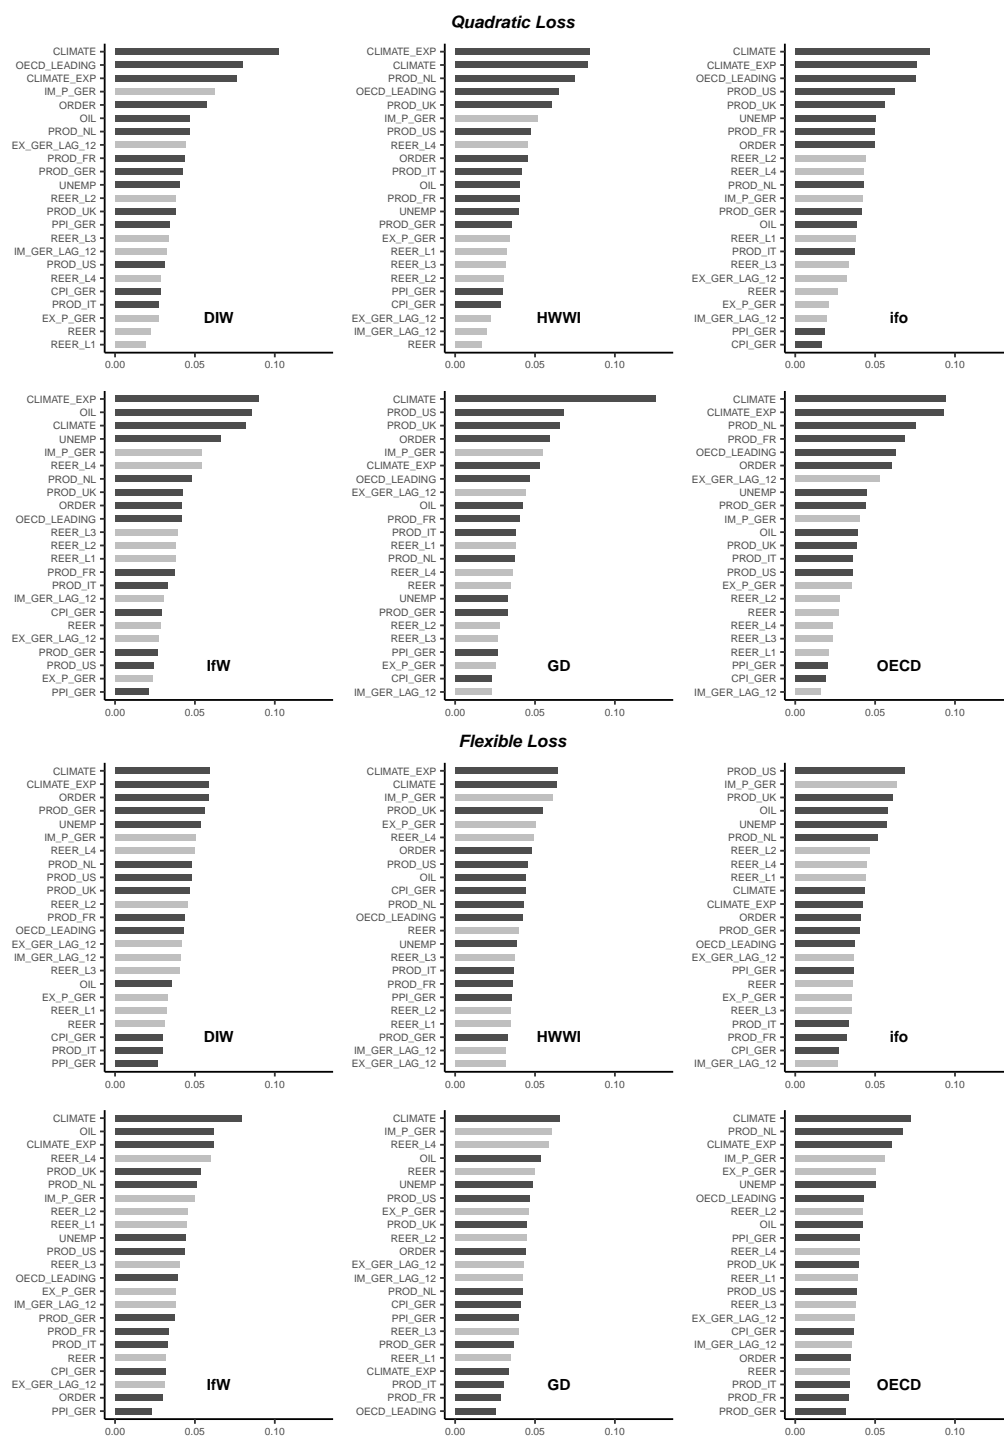 Quadratic Loss
CLIMATE
OECD_LEADING
CLIMATE_EXP
IM_P_GER
ORDER
OIL
PROD_NL
EX_GER_LAG_12
PROD_FR
PROD_GER
UNEMP
REER_L2
PROD_UK
PPI_GER
REER_L3
IM_GER_LAG_12
PROD_US
REER_L4
CPI_GER
PROD_IT
EX_P_GER
REER
REER_L1
DIW
0.00 0.05 0.10
CLIMATE_EXP
CLIMATE
PROD_NL
OECD_LEADING
PROD_UK
IM_P_GER
PROD_US
REER_L4
ORDER
PROD_IT
OIL
PROD_FR
UNEMP
PROD_GER
EX_P_GER
REER_L1
REER_L3
REER_L2
PPI_GER
CPI_GER
EX_GER_LAG_12
IM_GER_LAG_12
REER
HWWI
0.00 0.05 0.10
CLIMATE
CLIMATE_EXP
OECD_LEADING
PROD_US
PROD_UK
UNEMP
PROD_FR
ORDER
REER_L2
REER_L4
PROD_NL
IM_P_GER
PROD_GER
OIL
REER_L1
PROD_IT
REER_L3
EX_GER_LAG_12
REER
EX_P_GER
IM_GER_LAG_12
PPI_GER
CPI_GER
ifo
0.00 0.05 0.10
CLIMATE_EXP
OIL
CLIMATE
UNEMP
IM_P_GER
REER_L4
PROD_NL
PROD_UK
ORDER
OECD_LEADING
REER_L3
REER_L2
REER_L1
PROD_FR
PROD_IT
IM_GER_LAG_12
CPI_GER
REER
EX_GER_LAG_12
PROD_GER
PROD_US
EX_P_GER
PPI_GER
IfW
0.00 0.05 0.10
CLIMATE
PROD_US
PROD_UK
ORDER
IM_P_GER
CLIMATE_EXP
OECD_LEADING
EX_GER_LAG_12
OIL
PROD_FR
PROD_IT
REER_L1
PROD_NL
REER_L4
REER
UNEMP
PROD_GER
REER_L2
REER_L3
PPI_GER
EX_P_GER
CPI_GER
IM_GER_LAG_12
GD
0.00 0.05 0.10
CLIMATE
CLIMATE_EXP
PROD_NL
PROD_FR
OECD_LEADING
ORDER
EX_GER_LAG_12
UNEMP
PROD_GER
IM_P_GER
OIL
PROD_UK
PROD_IT
PROD_US
EX_P_GER
REER_L2
REER
REER_L4
REER_L3
REER_L1
PPI_GER
CPI_GER
IM_GER_LAG_12
OECD
0.00 0.05 0.10
Flexible Loss
CLIMATE
CLIMATE_EXP
ORDER
PROD_GER
UNEMP
IM_P_GER
REER_L4
PROD_NL
PROD_US
PROD_UK
REER_L2
PROD_FR
OECD_LEADING
EX_GER_LAG_12
IM_GER_LAG_12
REER_L3
OIL
EX_P_GER
REER_L1
REER
CPI_GER
PROD_IT
PPI_GER
DIW
0.00 0.05 0.10
CLIMATE_EXP
CLIMATE
IM_P_GER
PROD_UK
EX_P_GER
REER_L4
ORDER
PROD_US
OIL
CPI_GER
PROD_NL
OECD_LEADING
REER
UNEMP
REER_L3
PROD_IT
PROD_FR
PPI_GER
REER_L2
REER_L1
PROD_GER
IM_GER_LAG_12
EX_GER_LAG_12
HWWI
0.00 0.05 0.10
PROD_US
IM_P_GER
PROD_UK
OIL
UNEMP
PROD_NL
REER_L2
REER_L4
REER_L1
CLIMATE
CLIMATE_EXP
ORDER
PROD_GER
OECD_LEADING
EX_GER_LAG_12
PPI_GER
REER
EX_P_GER
REER_L3
PROD_IT
PROD_FR
CPI_GER
IM_GER_LAG_12
ifo
0.00 0.05 0.10
CLIMATE
OIL
CLIMATE_EXP
REER_L4
PROD_UK
PROD_NL
IM_P_GER
REER_L2
REER_L1
UNEMP
PROD_US
REER_L3
OECD_LEADING
EX_P_GER
IM_GER_LAG_12
PROD_GER
PROD_FR
PROD_IT
REER
CPI_GER
EX_GER_LAG_12
ORDER
PPI_GER
IfW
0.00 0.05 0.10
CLIMATE
IM_P_GER
REER_L4
OIL
REER
UNEMP
PROD_US
EX_P_GER
PROD_UK
REER_L2
ORDER
EX_GER_LAG_12
IM_GER_LAG_12
PROD_NL
CPI_GER
PPI_GER
REER_L3
PROD_GER
REER_L1
CLIMATE_EXP
PROD_IT
PROD_FR
OECD_LEADING
GD
0.00 0.05 0.10
CLIMATE
PROD_NL
CLIMATE_EXP
IM_P_GER
EX_P_GER
UNEMP
OECD_LEADING
REER_L2
OIL
PPI_GER
REER_L4
PROD_UK
REER_L1
PROD_US
REER_L3
EX_GER_LAG_12
CPI_GER
IM_GER_LAG_12
ORDER
REER
PROD_IT
PROD_FR
PROD_GER
OECD
0.00 0.05 0.10